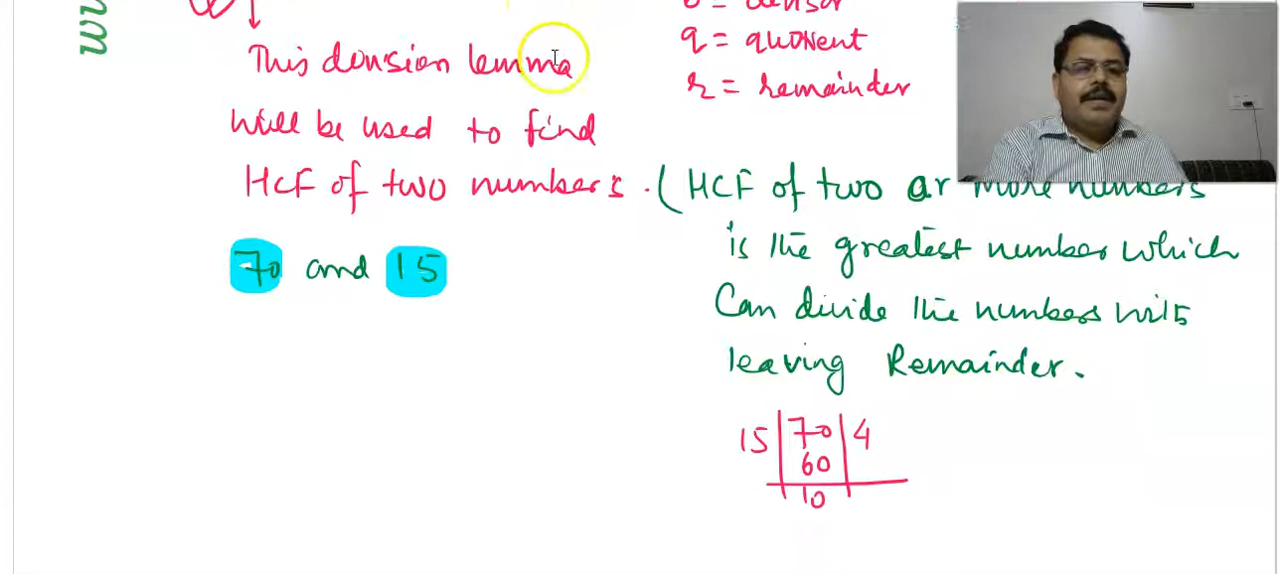 q = quotient
This division lemma
r = remainder
will be used to find
HCF of two numbers. (HCF of two or more numbers
is the greatest number which
70 and 15
Can divide the numbers
leaving Remainder.
15 | 70 | 4
60
10